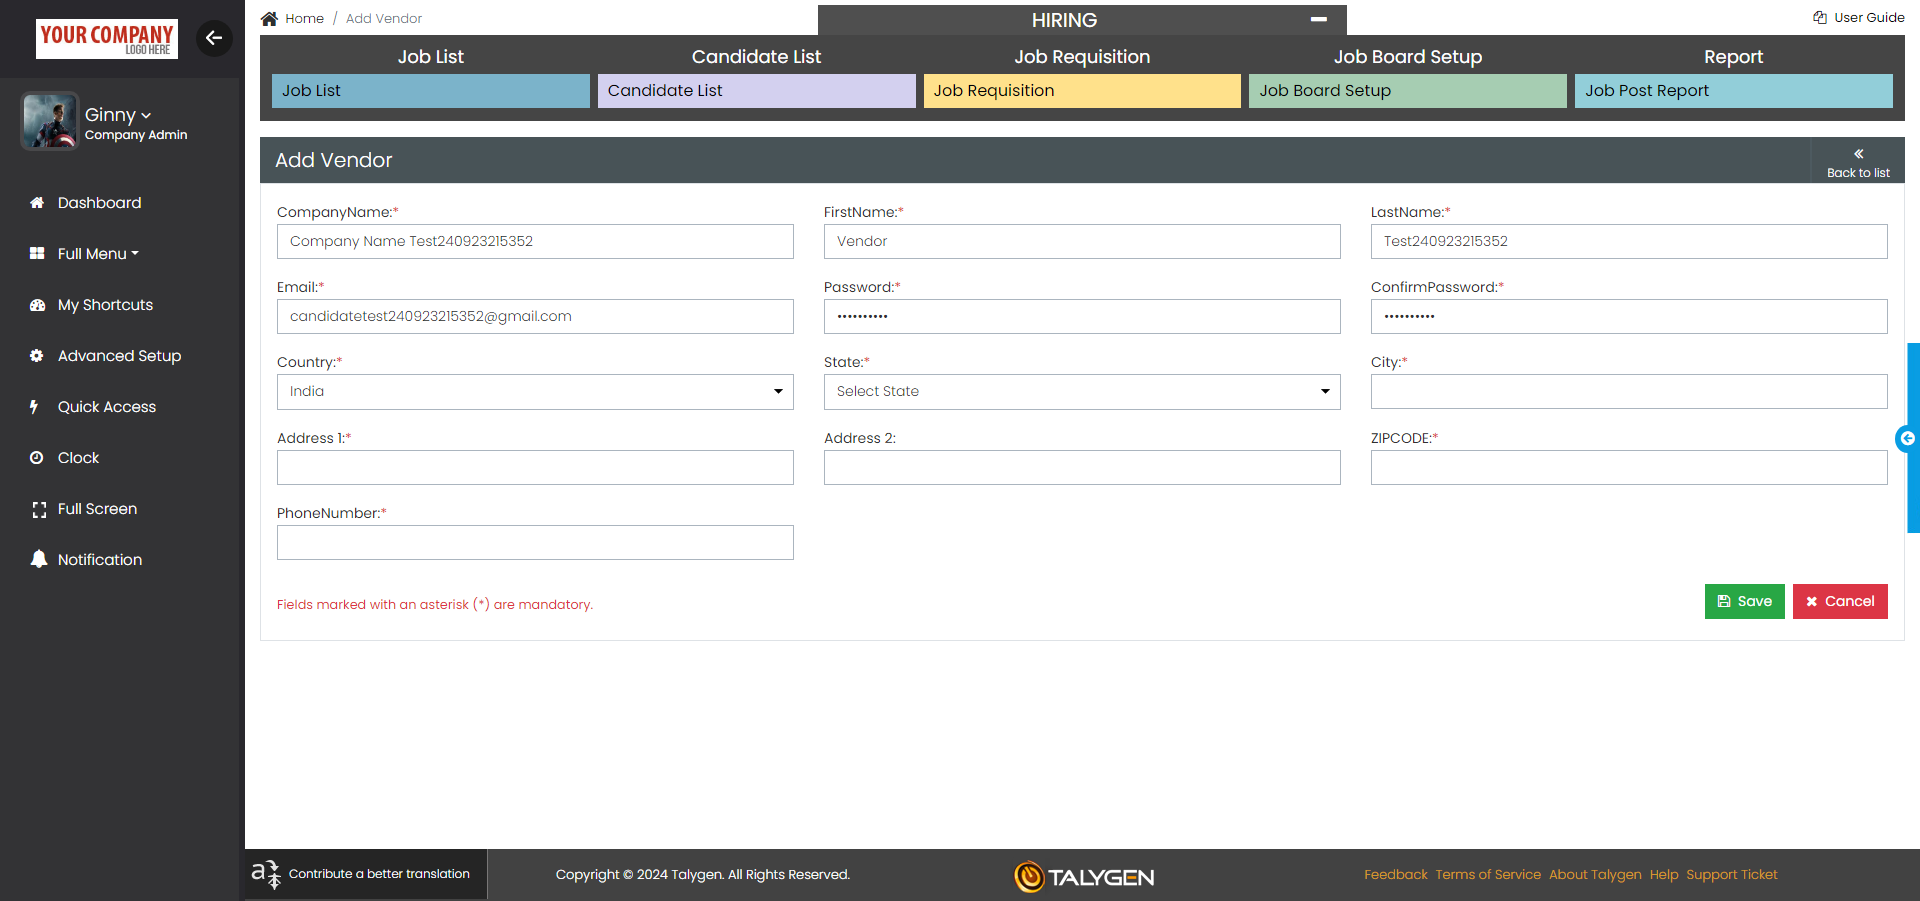 YOUR COMPANY
LOGO HERE
Ginny
Company Admin
Dashboard
Full Menu
My Shortcuts
Advanced Setup
Quick Access
Clock
Full Screen
Notification
Home / Add Vendor
HIRING
User Guide
Job List
Candidate List
Job Requisition
Job Board Setup
Report
Job List
Candidate List
Job Requisition
Job Board Setup
Job Post Report
Add Vendor
Back to list
CompanyName:*
FirstName:*
LastName:*
Company Name Test240923215352
Vendor
Test240923215352
Email:*
Password:*
ConfirmPassword:*
candidatetest240923215352@gmail.com
••••••••••
••••••••••
Country:*
State:*
City:*
India
Select State
Address 1:*
Address 2:
ZIPCODE:*
PhoneNumber:*
Fields marked with an asterisk (*) are mandatory.
Save
Cancel
Contribute a better translation
Copyright © 2024 Talygen. All Rights Reserved.
TALYGEN
Feedback Terms of Service About Talygen Help Support Ticket